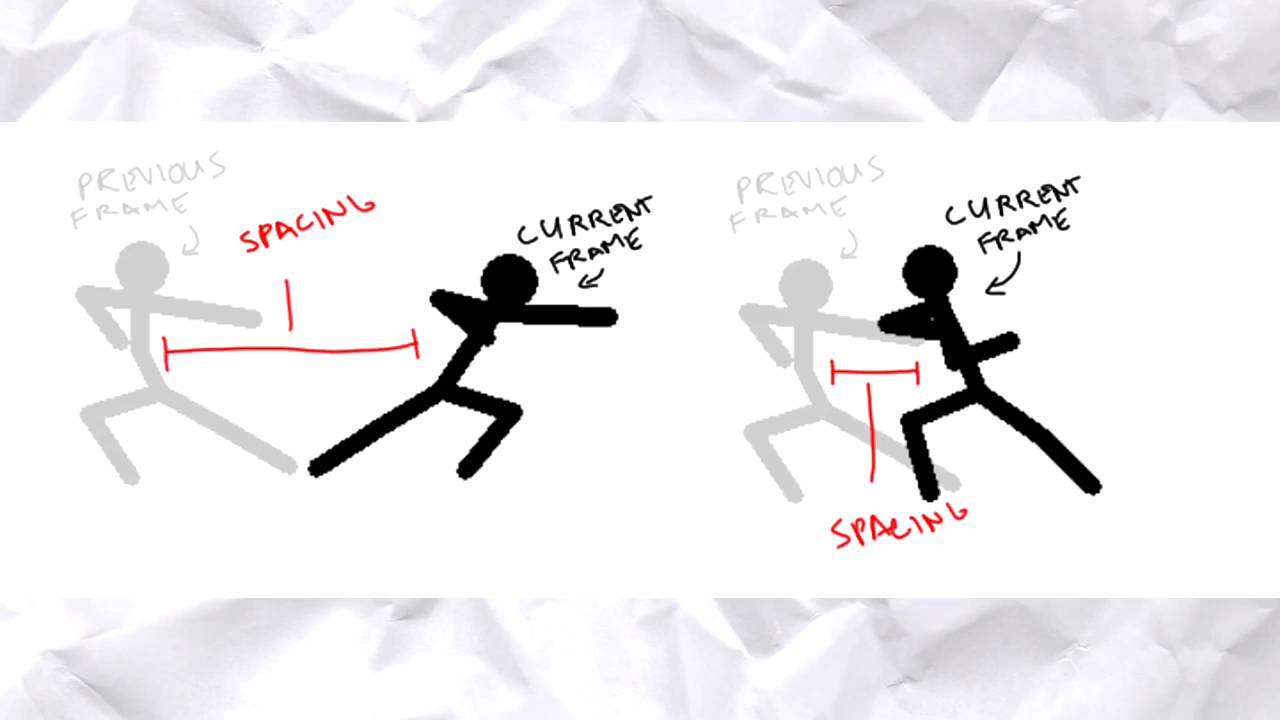 PREVIOUS
FRAME
SPACING
CURRENT
FRAME
PREVIOUS
FRAME
CURRENT
FRAME
SPACING